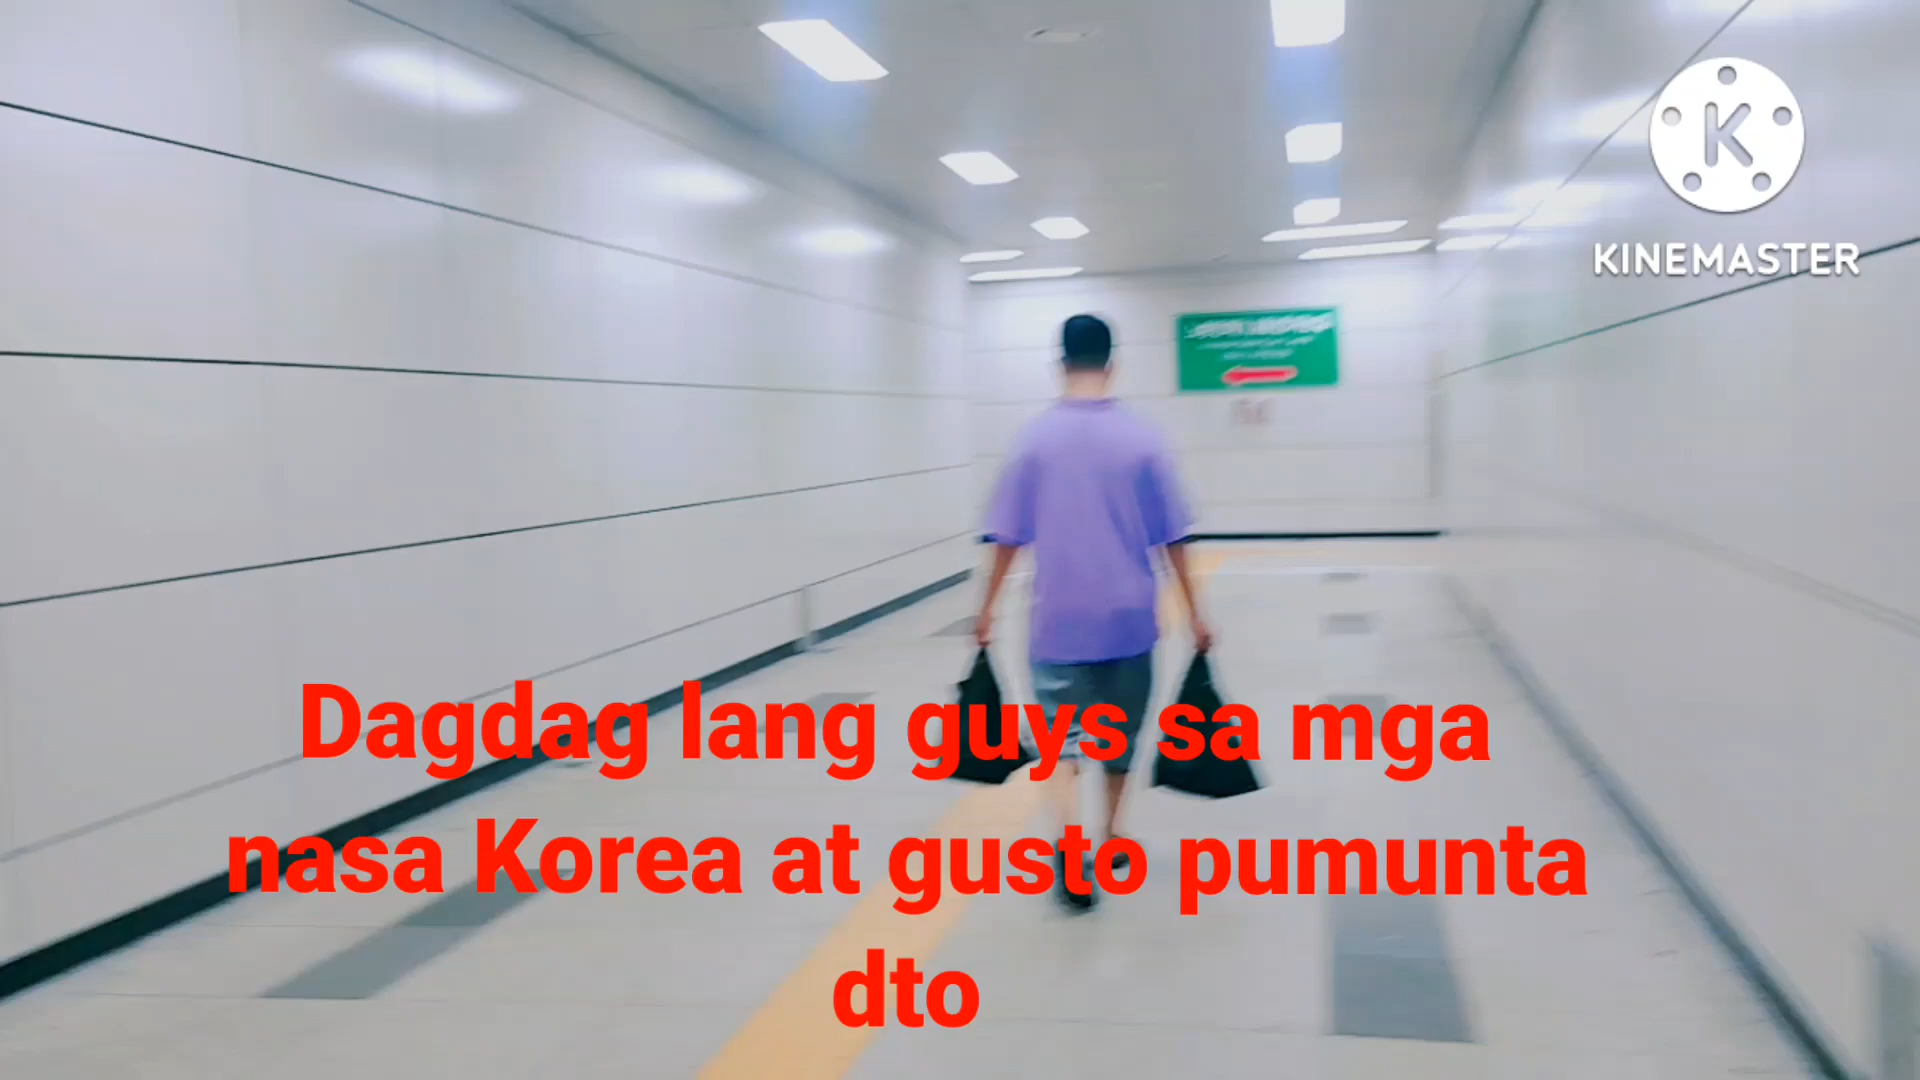 K
KINEMASTER
Dagdag lang guys sa mga
nasa Korea at gusto pumunta
dto